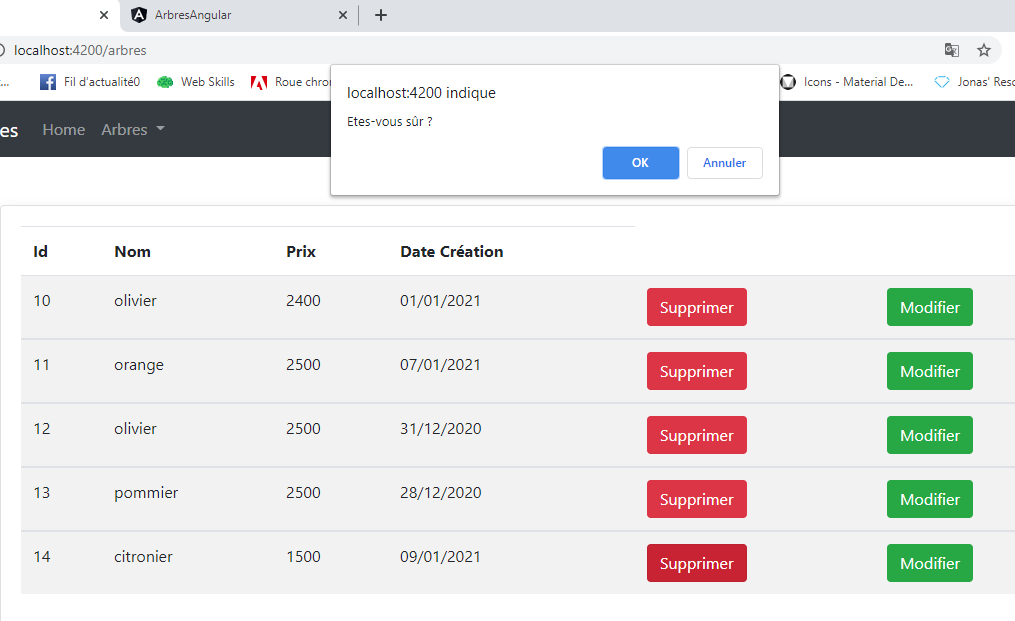 ArbresAngular
localhost:4200/arbres
Fil d'actualité0 Web Skills Roue chro Icons - Material De... Jonas' Reso
localhost:4200 indique
Etes-vous sûr ?
OK Annuler
es Home Arbres
Id Nom Prix Date Création
10 olivier 2400 01/01/2021 Supprimer Modifier
11 orange 2500 07/01/2021 Supprimer Modifier
12 olivier 2500 31/12/2020 Supprimer Modifier
13 pommier 2500 28/12/2020 Supprimer Modifier
14 citronier 1500 09/01/2021 Supprimer Modifier